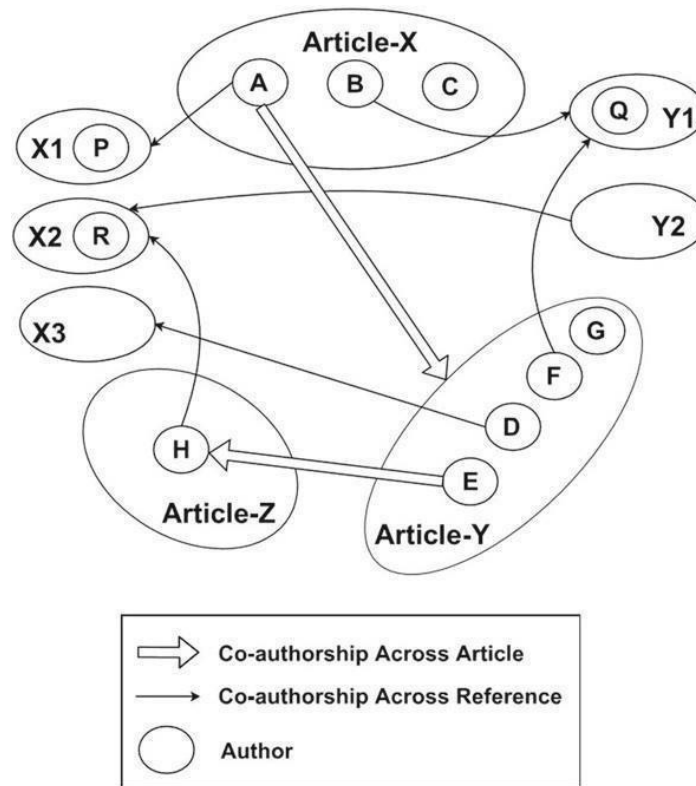 Article-X
A B C
X1 P
Q Y1
X2 R
Y2
X3
G
F
D
H
E
Article-Z
Article-Y
Co-authorship Across Article
Co-authorship Across Reference
Author